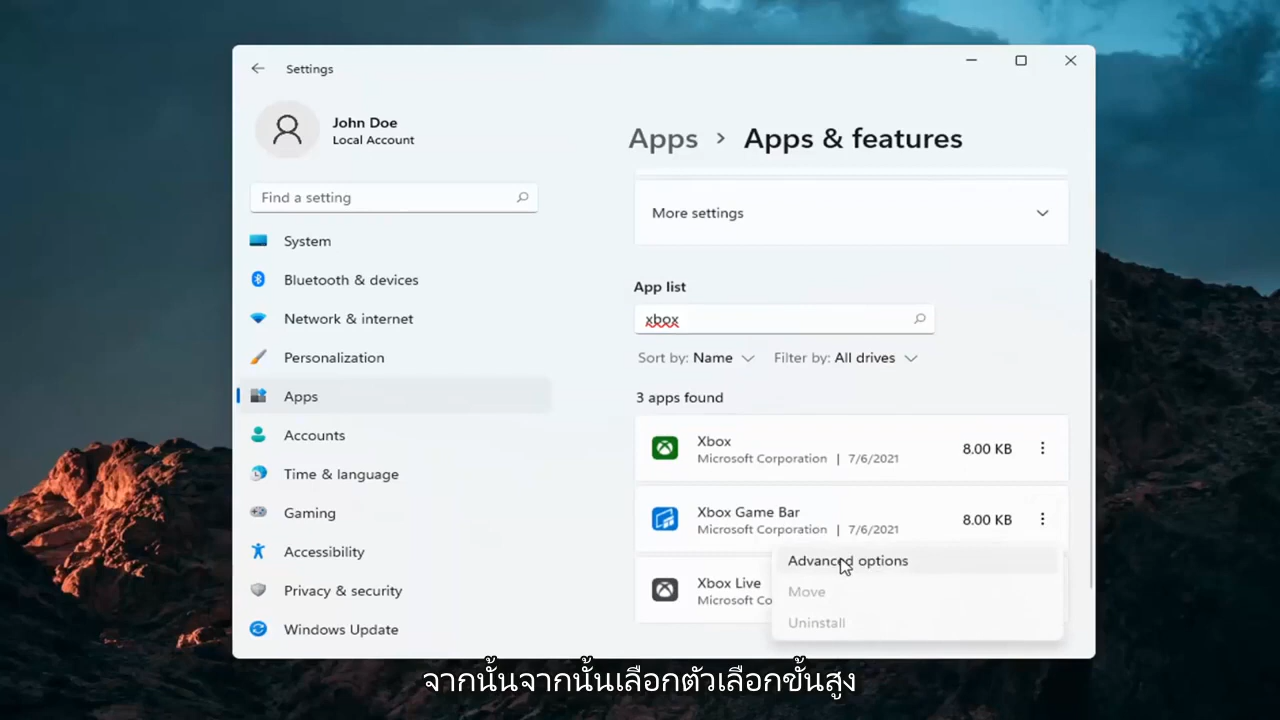 Settings
John Doe
Local Account
Find a setting
System
Bluetooth & devices
Network & internet
Personalization
Apps
Accounts
Time & language
Gaming
Accessibility
Privacy & security
Windows Update
Apps > Apps & features
More settings
App list
xbox
Sort by: Name Filter by: All drives
3 apps found
Xbox
Microsoft Corporation | 7/6/2021
8.00 KB
Xbox Game Bar
Microsoft Corporation | 7/6/2021
8.00 KB
Xbox Live
Microsoft Co
Advanced options
Move
Uninstall
จากนั้นจากนั้นเลือกตัวเลือกขั้นสูง